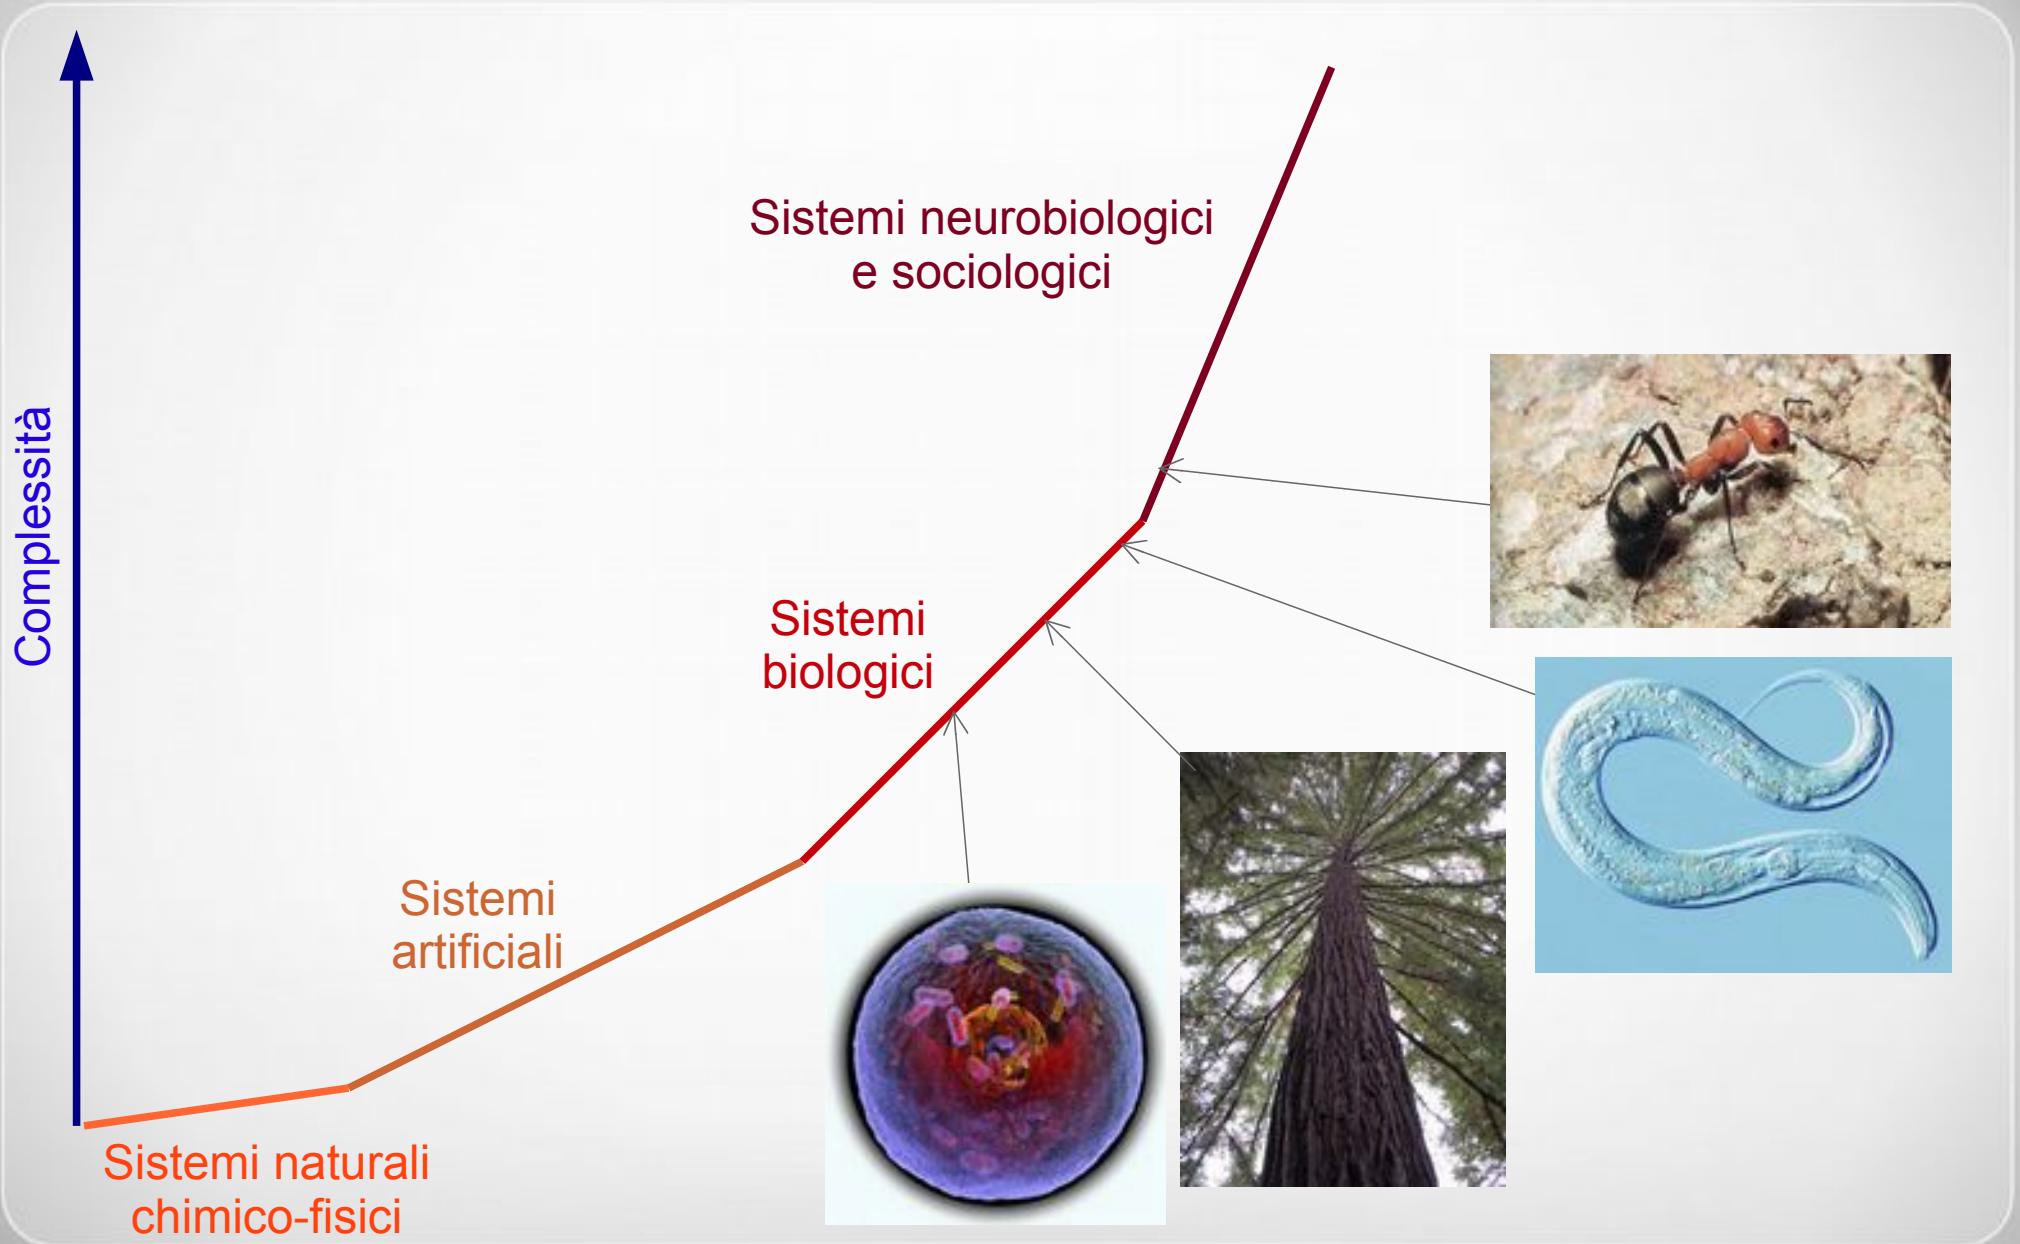 Complessità
Sistemi neurobiologici
e sociologici
Sistemi
biologici
Sistemi
artificiali
Sistemi naturali
chimico-fisici